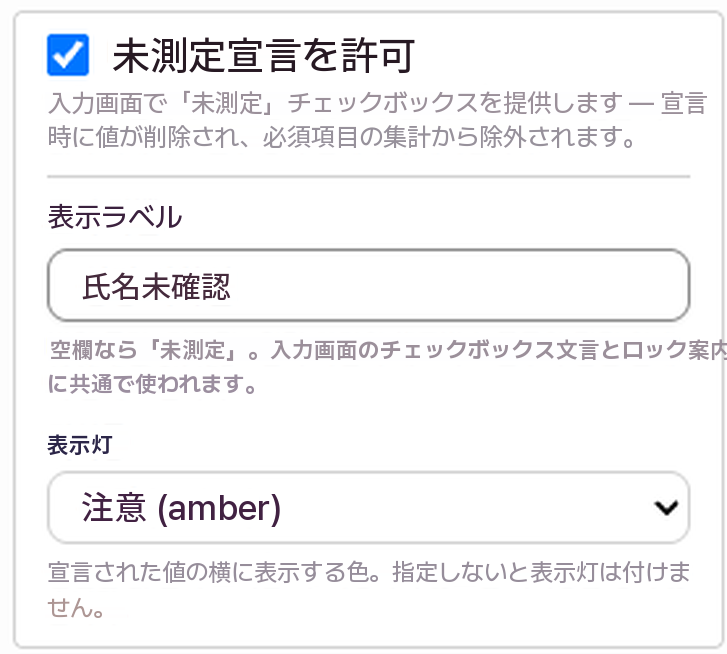 未測定宣言を許可
入力画面で「未測定」チェックボックスを提供します — 宣言
時に値が削除され、必須項目の集計から除外されます。
表示ラベル
氏名未確認
空欄なら「未測定」。入力画面のチェックボックス文言とロック案内
に共通で使われます。
表示灯
注意 (amber)
宣言された値の横に表示する色。指定しないと表示灯は付けま
せん。